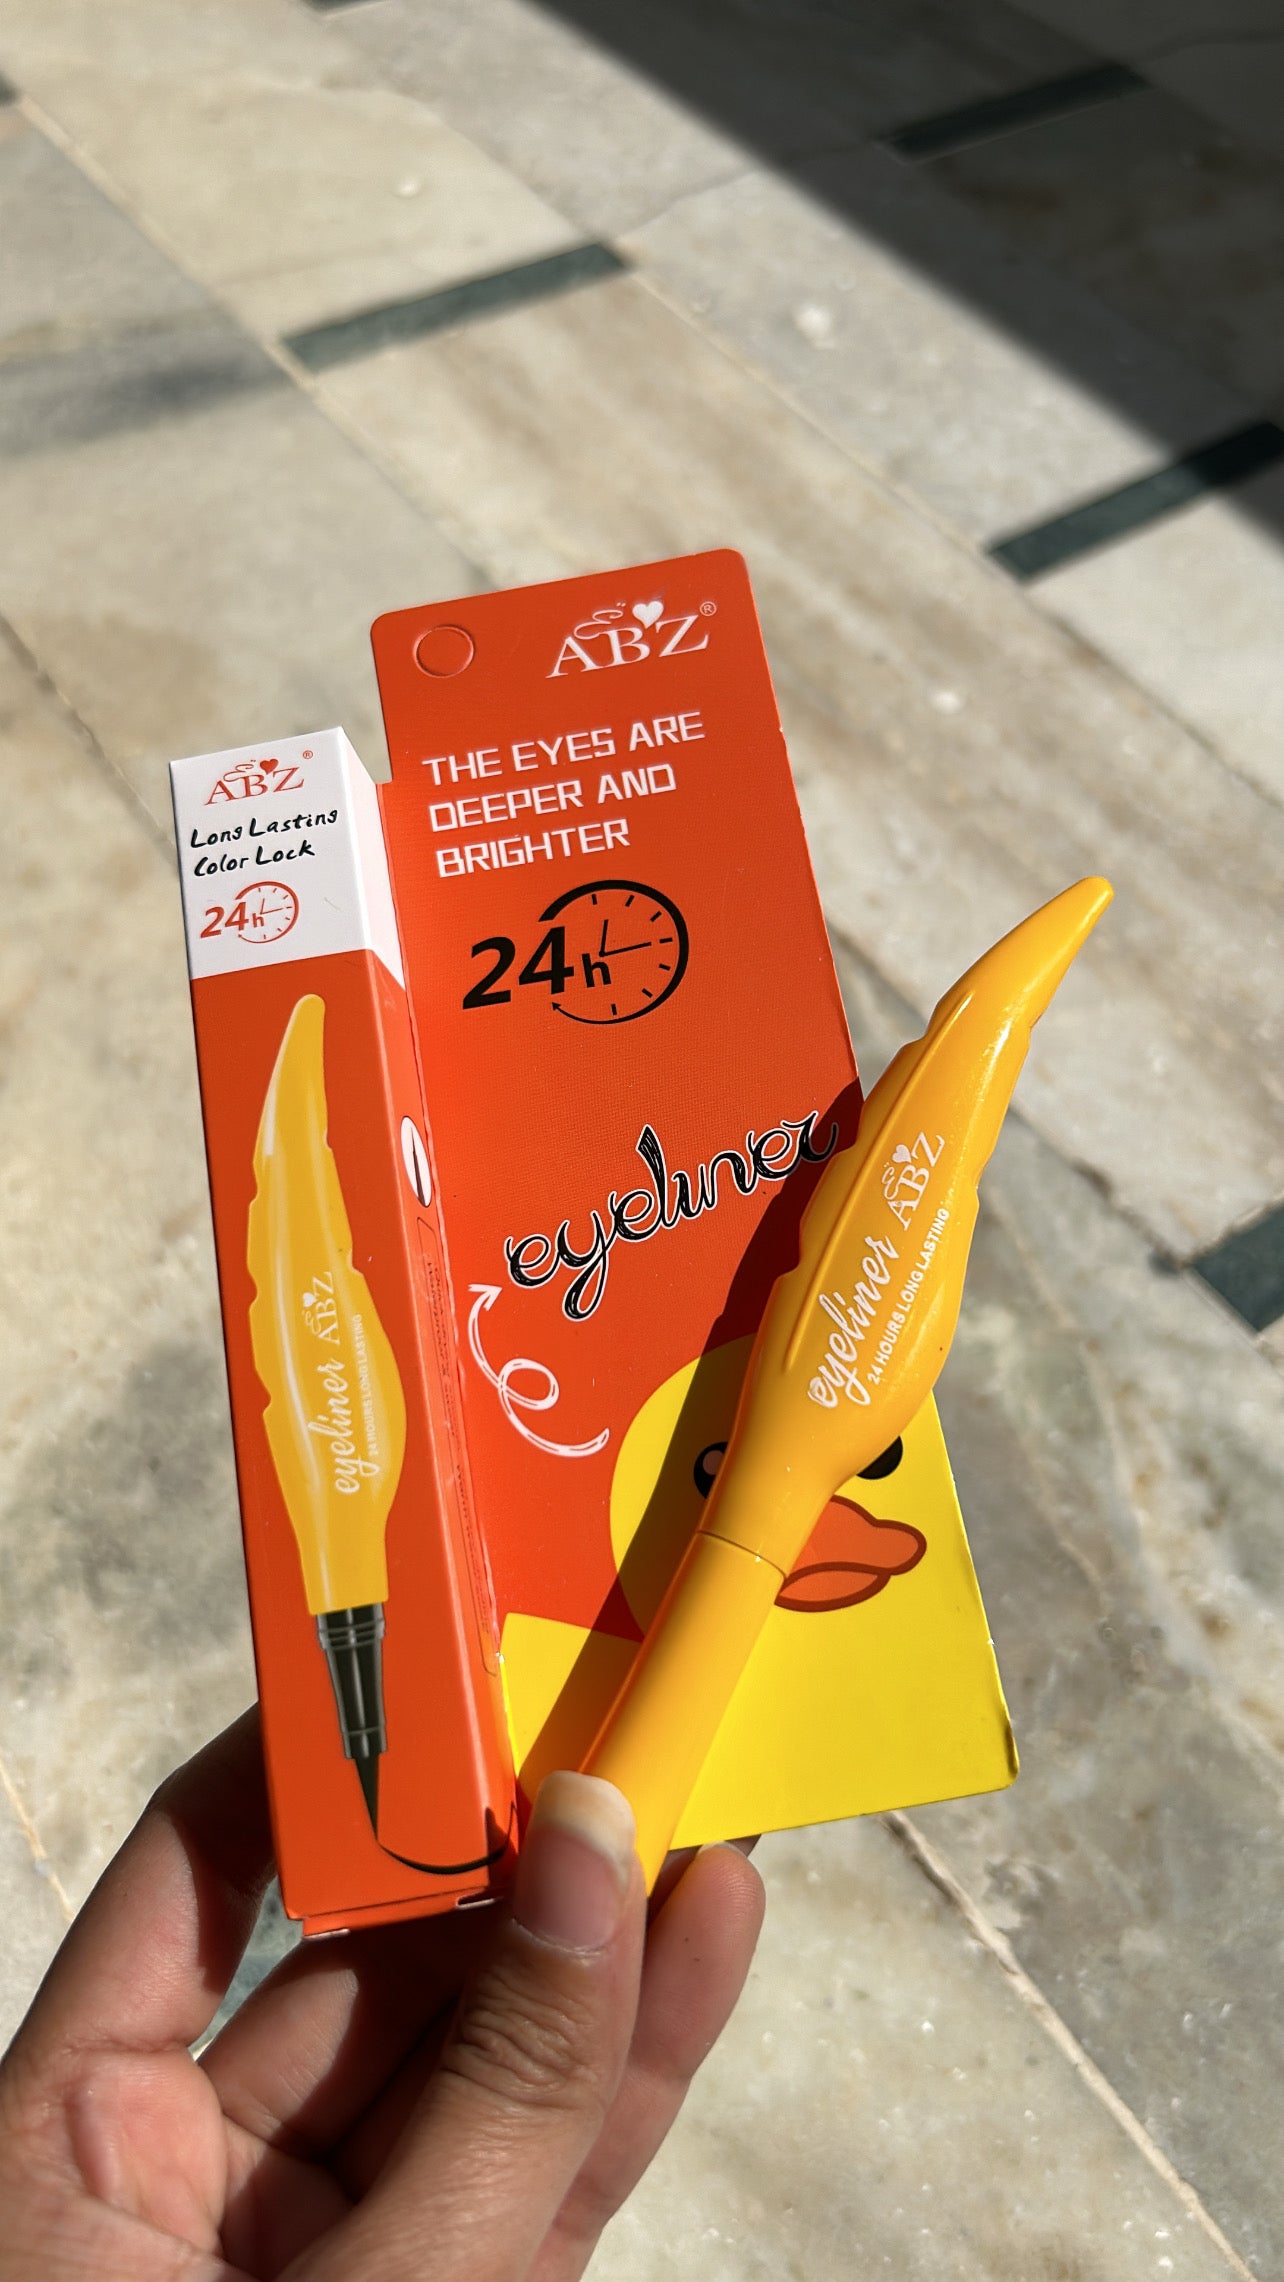 ABZ®
Long Lasting
Color Lock
24h
eyeliner ABZ
24 HOURS LONG LASTING
ABZ®
THE EYES ARE
DEEPER AND
BRIGHTER
24h
eyeliner
eyeliner ABZ
24 HOURS LONG LASTING